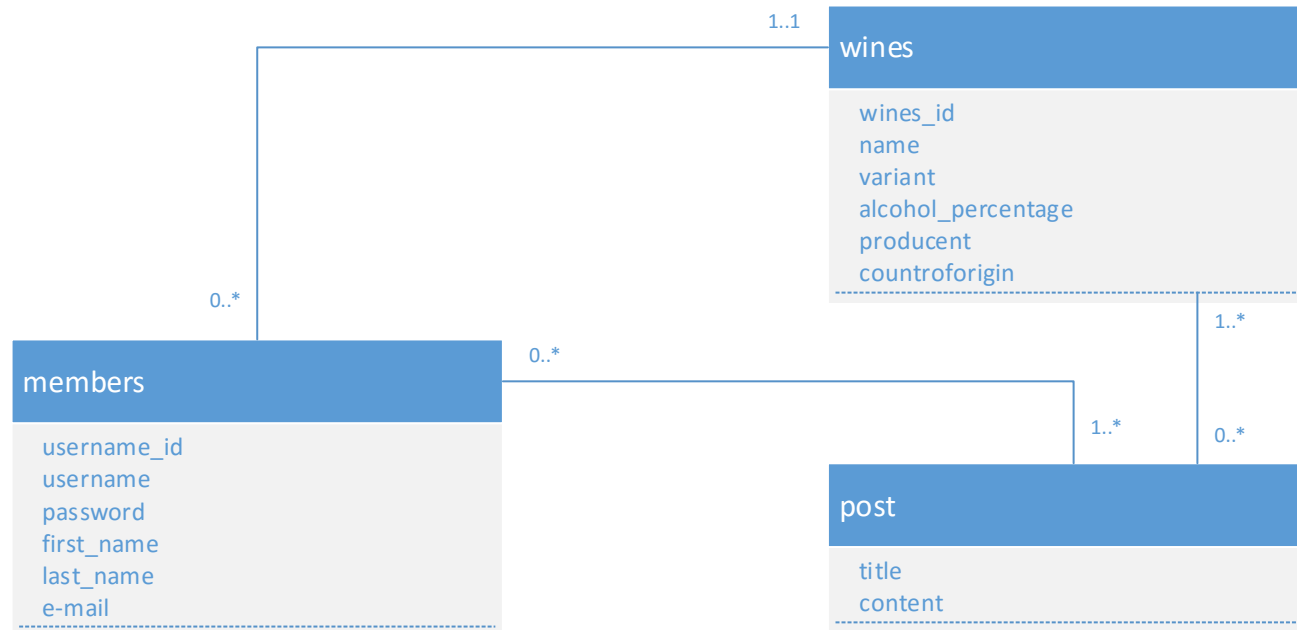 1..1
wines
wines_id
name
variant
alcohol_percentage
producent
countroforigin
0..*
1..*
members
0..*
username_id
username
password
first_name
last_name
e-mail
1..*
0..*
post
title
content